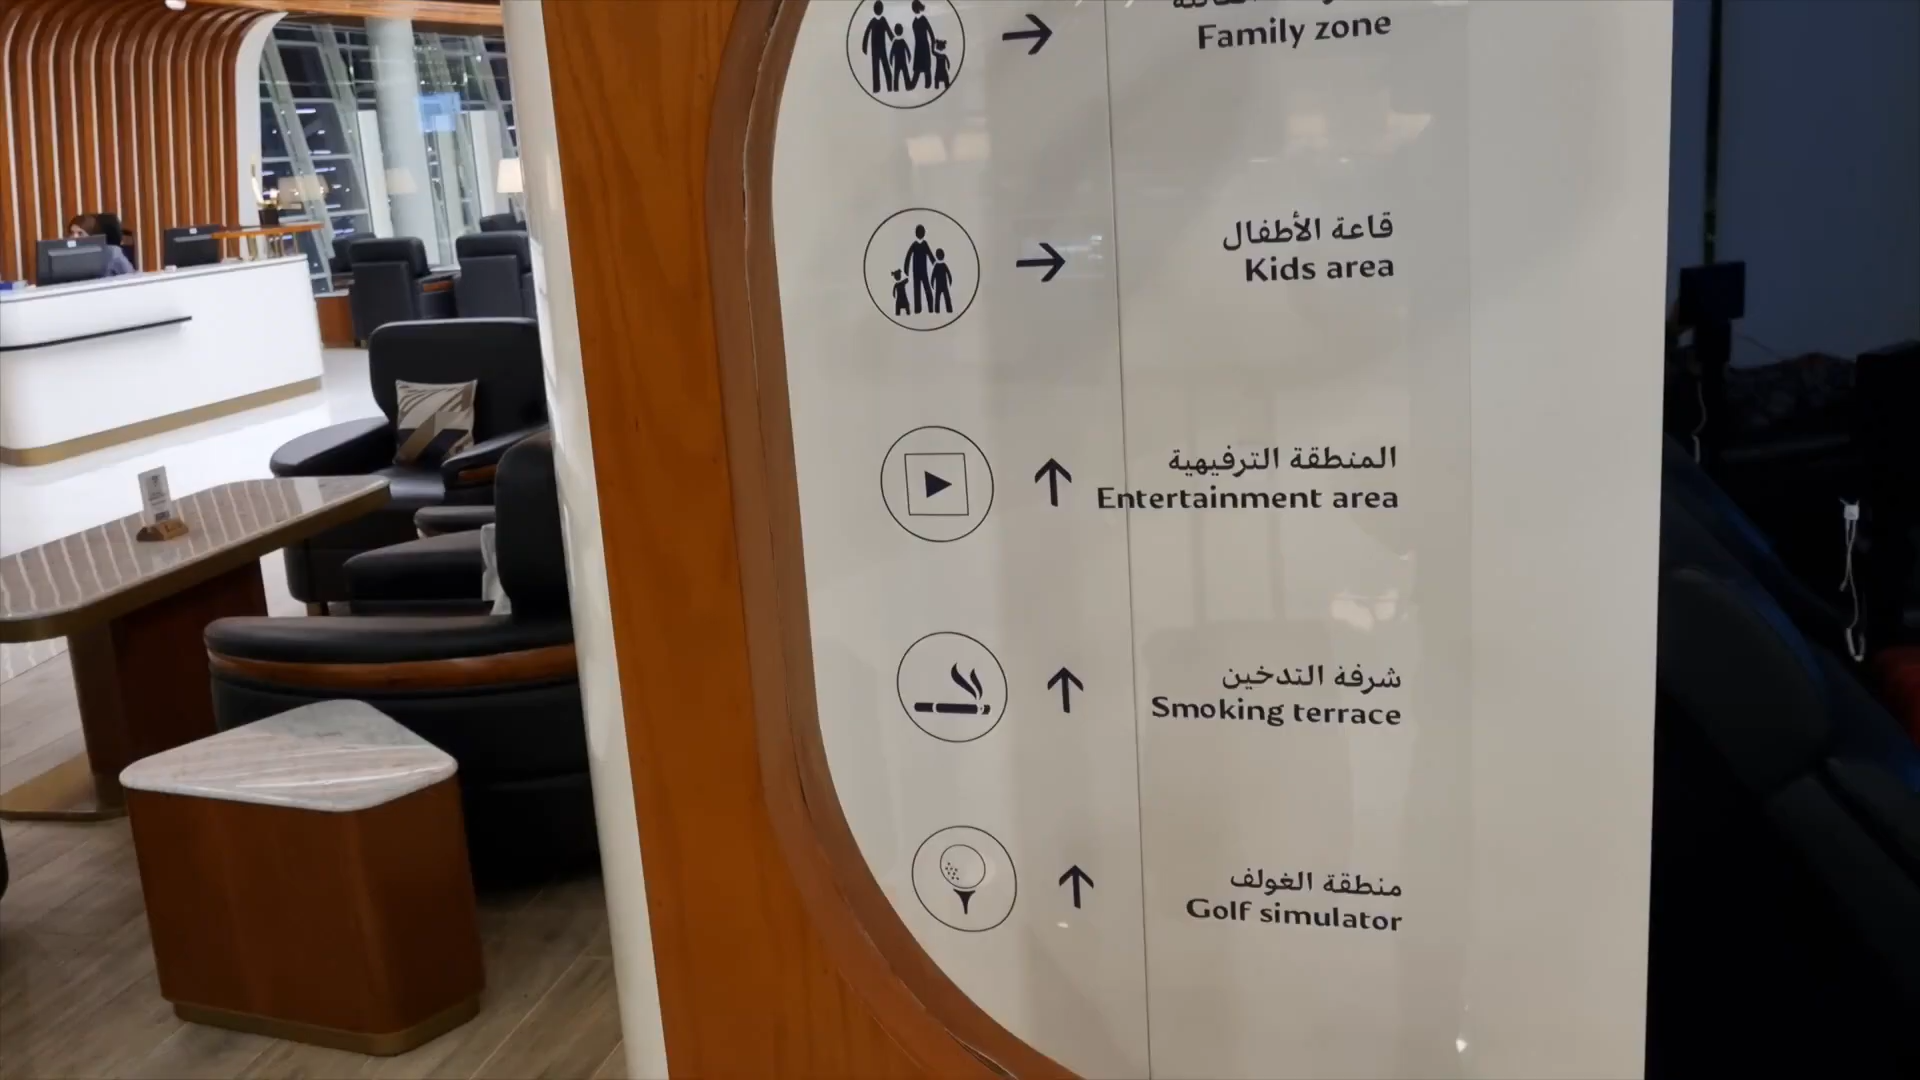 Family zone
قاعة الأطفال
Kids area
المنطقة الترفيهية
Entertainment area
شرفة التدخين
Smoking terrace
منطقة الغولف
Golf simulator